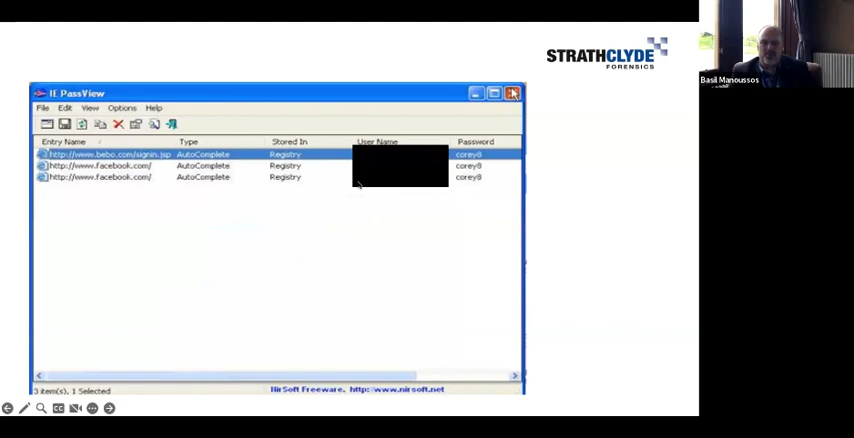 STRATHCLYDE
FORENSICS
Basil Manoussos
IE PassView
File Edit View Options Help
Entry Name Type Stored In User Name Password
http://www.bebo.com/signin.jsp AutoComplete Registry corey8
http://www.facebook.com/ AutoComplete Registry corey8
http://www.facebook.com/ AutoComplete Registry corey8
3 item(s), 1 Selected NirSoft Freeware. http://www.nirsoft.net
CC